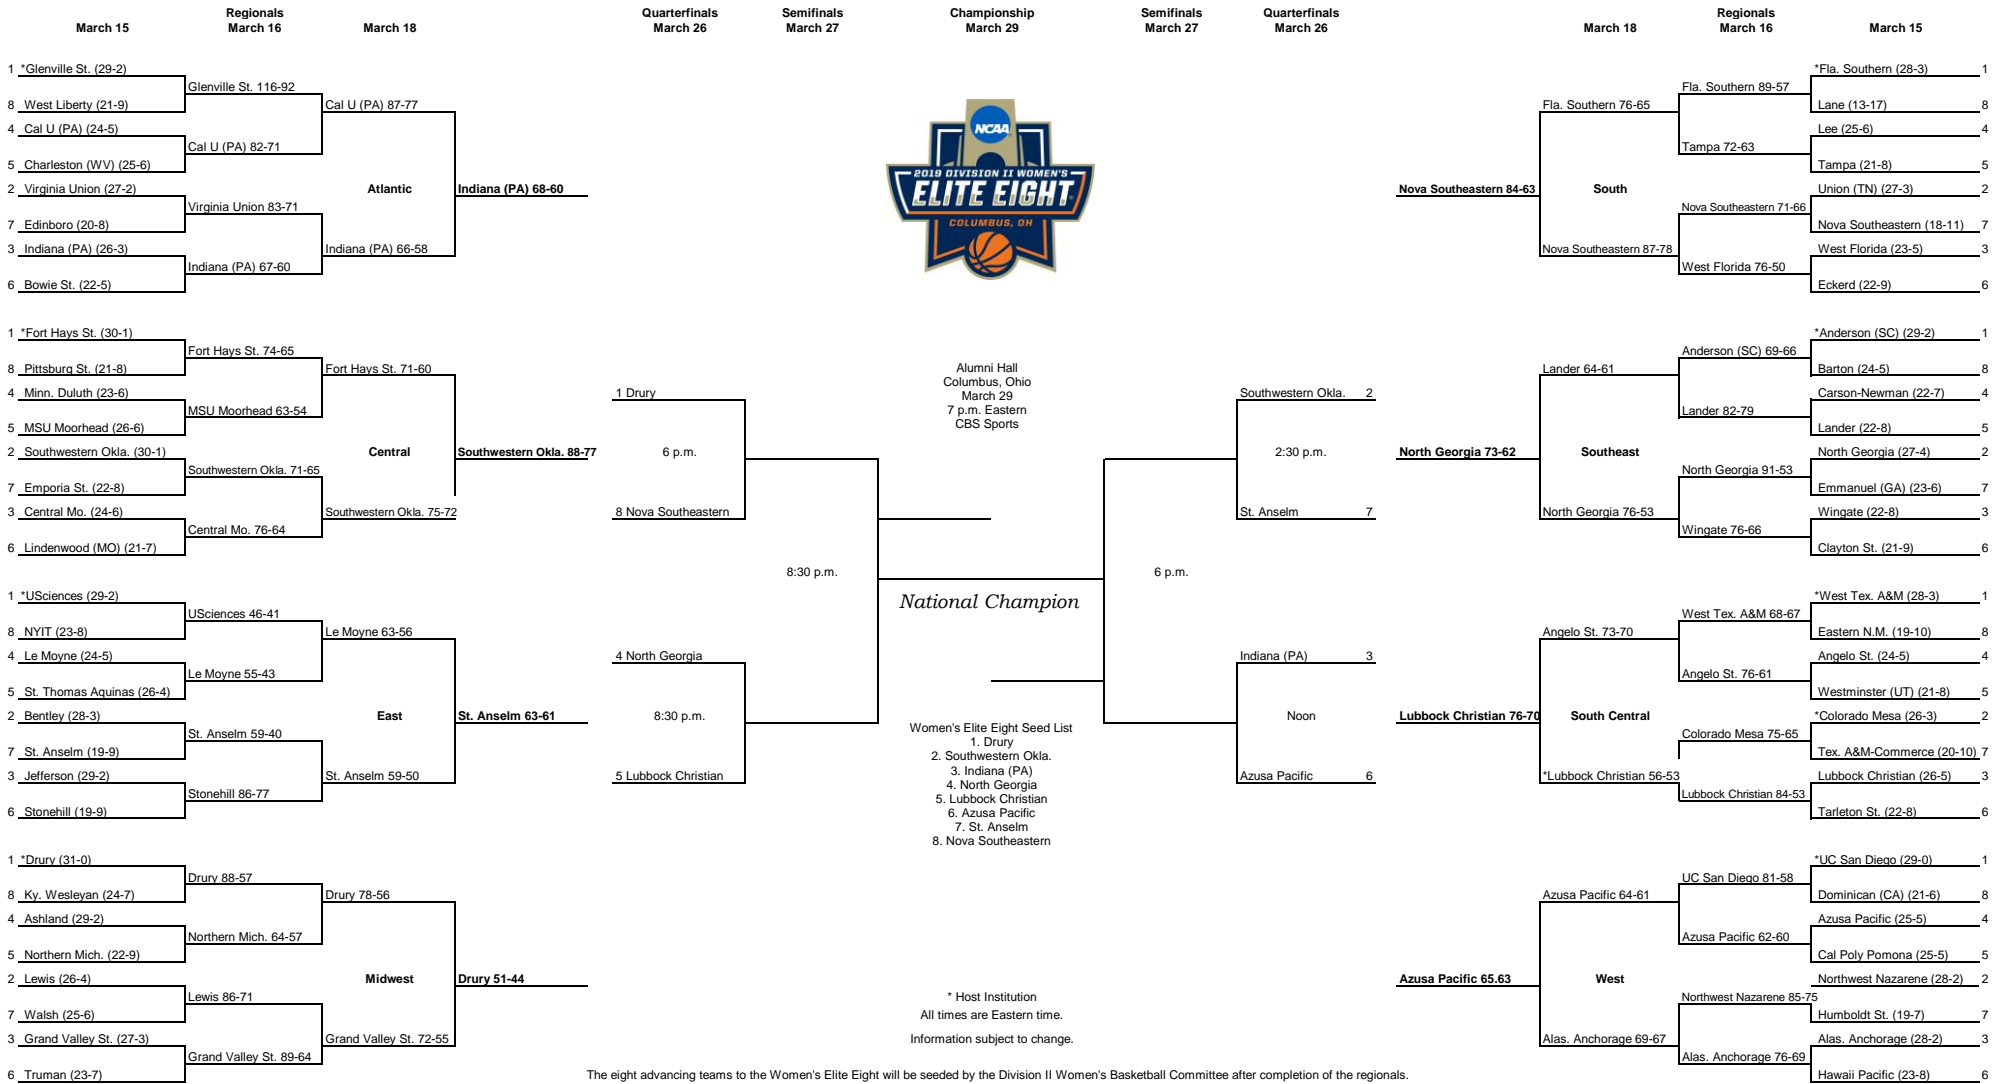 Regionals
Quarterfinals
Semifinals
Championship
Semifinals
Quarterfinals
Regionals
March 15
March 16
March 18
March 26
March 27
March 29
March 27
March 26
March 18
March 16
March 15
1 *Glenville St. (29-2)
Glenville St. 116-92
8 West Liberty (21-9)
Cal U (PA) 87-77
4 Cal U (PA) (24-5)
Cal U (PA) 82-71
5 Charleston (WV) (25-6)
2 Virginia Union (27-2)
Atlantic
Indiana (PA) 68-60
Virginia Union 83-71
7 Edinboro (20-8)
3 Indiana (PA) (26-3)
Indiana (PA) 66-58
Indiana (PA) 67-60
6 Bowie St. (22-5)
1 *Fort Hays St. (30-1)
Fort Hays St. 74-65
8 Pittsburg St. (21-8)
Fort Hays St. 71-60
4 Minn. Duluth (23-6)
MSU Moorhead 63-54
5 MSU Moorhead (26-6)
2 Southwestern Okla. (30-1)
Central
Southwestern Okla. 88-77
Southwestern Okla. 71-65
7 Emporia St. (22-8)
3 Central Mo. (24-6)
Southwestern Okla. 75-72
Central Mo. 76-64
6 Lindenwood (MO) (21-7)
1 *USciences (29-2)
USciences 46-41
8 NYIT (23-8)
Le Moyne 63-56
4 Le Moyne (24-5)
Le Moyne 55-43
5 St. Thomas Aquinas (26-4)
2 Bentley (28-3)
East
St. Anselm 63-61
St. Anselm 59-40
7 St. Anselm (19-9)
3 Jefferson (29-2)
St. Anselm 59-50
Stonehill 86-77
6 Stonehill (19-9)
1 *Drury (31-0)
Drury 88-57
8 Ky. Wesleyan (24-7)
Drury 78-56
4 Ashland (29-2)
Northern Mich. 64-57
5 Northern Mich. (22-9)
2 Lewis (26-4)
Midwest
Drury 51-44
Lewis 86-71
7 Walsh (25-6)
3 Grand Valley St. (27-3)
Grand Valley St. 72-55
Grand Valley St. 89-64
6 Truman (23-7)
1 Drury
6 p.m.
8 Nova Southeastern
8:30 p.m.
4 North Georgia
8:30 p.m.
5 Lubbock Christian
NCAA
2019 DIVISION II WOMEN'S
ELITE EIGHT
COLUMBUS, OH
Alumni Hall
Columbus, Ohio
March 29
7 p.m. Eastern
CBS Sports
National Champion
Women's Elite Eight Seed List
1. Drury
2. Southwestern Okla.
3. Indiana (PA)
4. North Georgia
5. Lubbock Christian
6. Azusa Pacific
7. St. Anselm
8. Nova Southeastern
* Host Institution
All times are Eastern time.
Information subject to change.
Southwestern Okla. 2
2:30 p.m.
St. Anselm 7
6 p.m.
Indiana (PA) 3
Noon
Azusa Pacific 6
*Fla. Southern (28-3) 1
Fla. Southern 89-57
Lane (13-17) 8
Fla. Southern 76-65
Lee (25-6) 4
Tampa 72-63
Tampa (21-8) 5
Nova Southeastern 84-63
South
Union (TN) (27-3) 2
Nova Southeastern 71-66
Nova Southeastern (18-11) 7
West Florida (23-5) 3
Nova Southeastern 87-78
West Florida 76-50
Eckerd (22-9) 6
*Anderson (SC) (29-2) 1
Anderson (SC) 69-66
Barton (24-5) 8
Lander 64-61
Carson-Newman (22-7) 4
Lander 82-79
Lander (22-8) 5
North Georgia 73-62
Southeast
North Georgia (27-4) 2
North Georgia 91-53
Emmanuel (GA) (23-6) 7
Wingate (22-8) 3
North Georgia 76-53
Wingate 76-66
Clayton St. (21-9) 6
*West Tex. A&M (28-3) 1
West Tex. A&M 68-67
Eastern N.M. (19-10) 8
Angelo St. 73-70
Angelo St. (24-5) 4
Angelo St. 76-61
Westminster (UT) (21-8) 5
Lubbock Christian 76-70
South Central
*Colorado Mesa (26-3) 2
Colorado Mesa 75-65
Tex. A&M-Commerce (20-10) 7
Lubbock Christian (26-5) 3
*Lubbock Christian 56-53
Lubbock Christian 84-53
Tarleton St. (22-8) 6
*UC San Diego (29-0) 1
UC San Diego 81-58
Dominican (CA) (21-6) 8
Azusa Pacific 64-61
Azusa Pacific (25-5) 4
Azusa Pacific 62-60
Cal Poly Pomona (25-5) 5
Azusa Pacific 65.63
West
Northwest Nazarene (28-2) 2
Northwest Nazarene 85-75
Humboldt St. (19-7) 7
Alas. Anchorage (28-2) 3
Alas. Anchorage 69-67
Alas. Anchorage 76-69
Hawaii Pacific (23-8) 6
The eight advancing teams to the Women's Elite Eight will be seeded by the Division II Women's Basketball Committee after completion of the regionals.